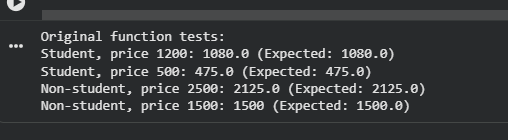 Original function tests:
Student, price 1200: 1080.0 (Expected: 1080.0)
Student, price 500: 475.0 (Expected: 475.0)
Non-student, price 2500: 2125.0 (Expected: 2125.0)
Non-student, price 1500: 1500 (Expected: 1500.0)